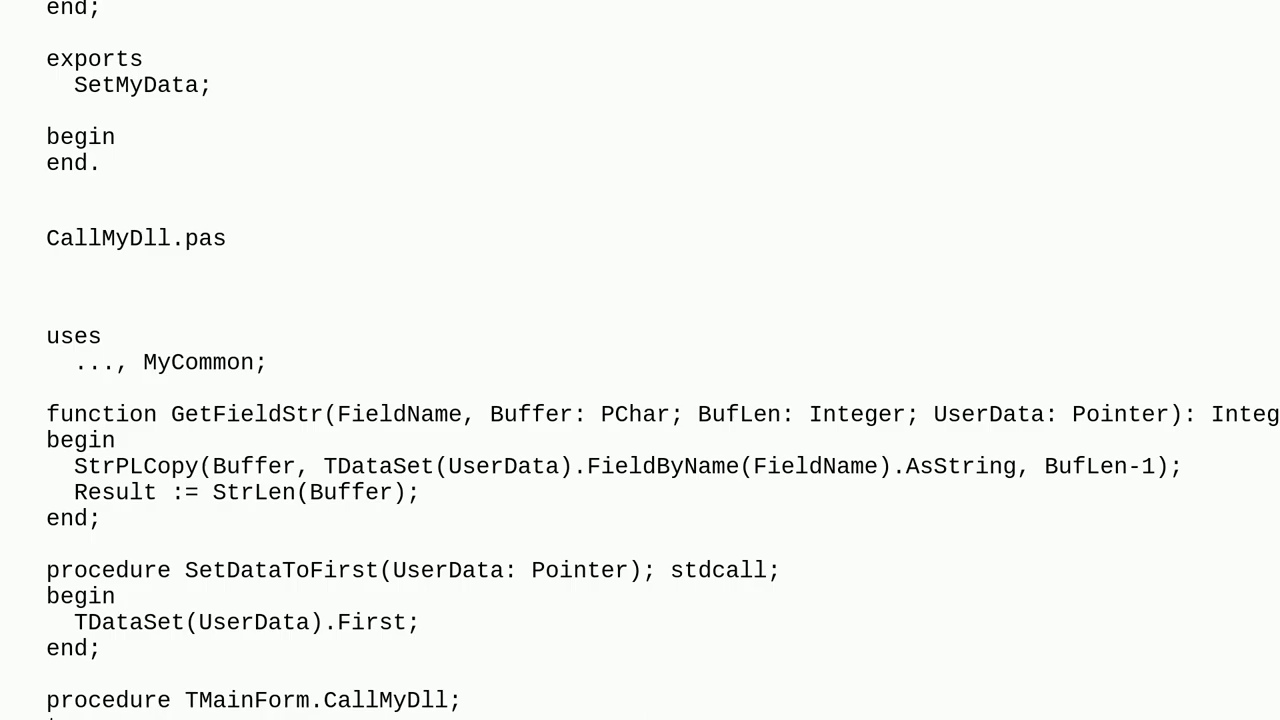 end;
exports
SetMyData;
begin
end.
CallMyDll.pas
uses
..., MyCommon;
function GetFieldStr(FieldName, Buffer: PChar; BufLen: Integer; UserData: Pointer): Integ
begin
StrPLCopy(Buffer, TDataSet(UserData).FieldByName(FieldName).AsString, BufLen-1);
Result := StrLen(Buffer);
end;
procedure SetDataToFirst(UserData: Pointer); stdcall;
begin
TDataSet(UserData).First;
end;
procedure TMainForm.CallMyDll;